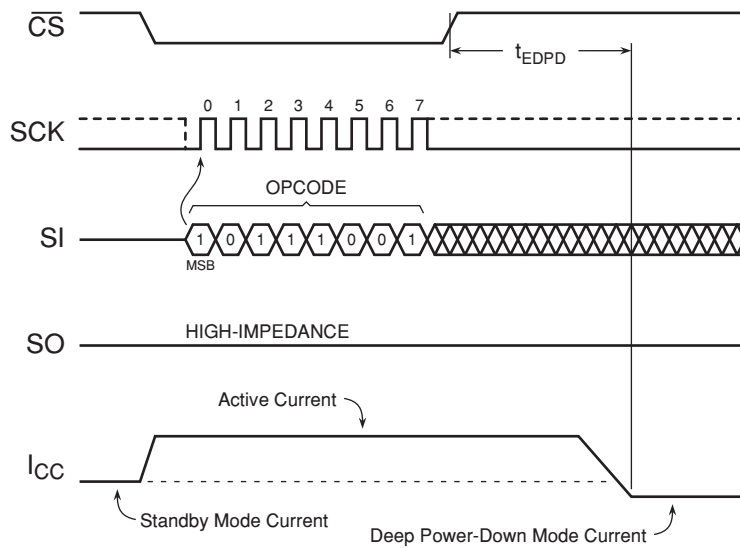 CS
tEDPD
0 1 2 3 4 5 6 7
SCK
OPCODE
SI
1 0 1 1 1 0 0 1
MSB
HIGH-IMPEDANCE
SO
Active Current
ICC
Standby Mode Current
Deep Power-Down Mode Current